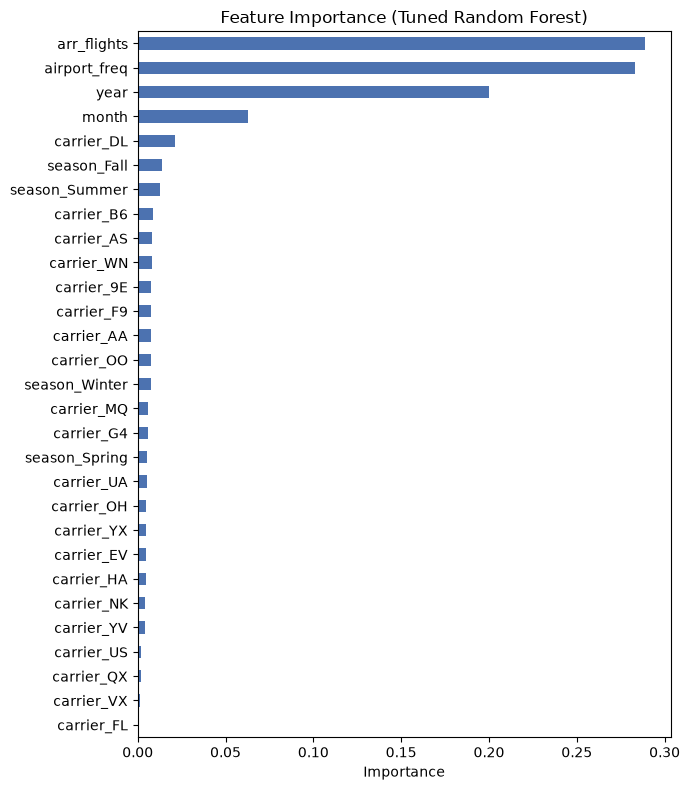 Feature Importance (Tuned Random Forest)
arr_flights
airport_freq
year
month
carrier_DL
season_Fall
season_Summer
carrier_B6
carrier_AS
carrier_WN
carrier_9E
carrier_F9
carrier_AA
carrier_OO
season_Winter
carrier_MQ
carrier_G4
season_Spring
carrier_UA
carrier_OH
carrier_YX
carrier_EV
carrier_HA
carrier_NK
carrier_YV
carrier_US
carrier_QX
carrier_VX
carrier_FL
0.00 0.05 0.10 0.15 0.20 0.25 0.30
Importance